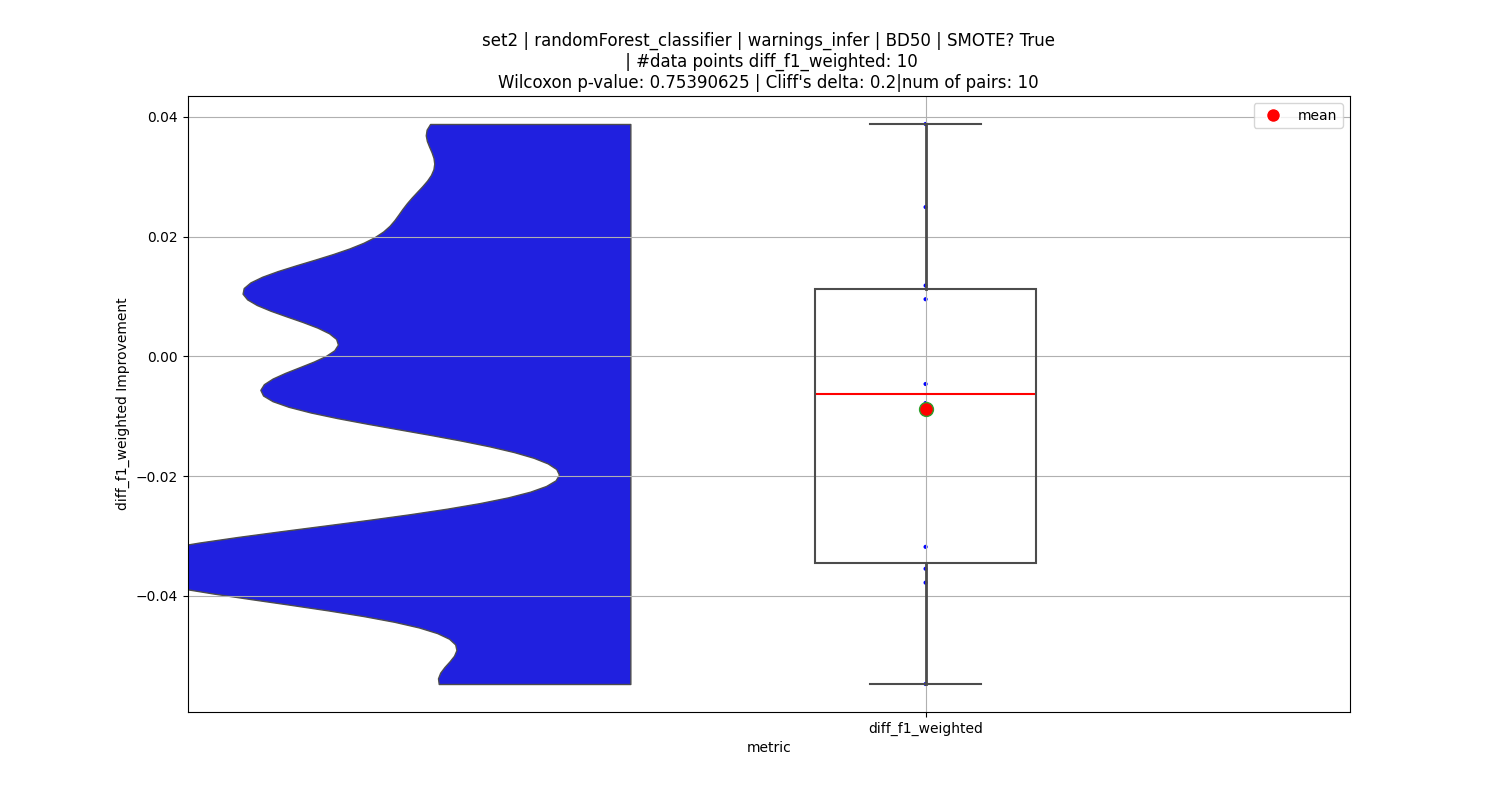 set2 | randomForest_classifier | warnings_infer | BD50 | SMOTE? True
| #data points diff_f1_weighted: 10
Wilcoxon p-value: 0.75390625 | Cliff's delta: 0.2|num of pairs: 10
mean
0.04
0.02
0.00
−0.02
−0.04
diff_f1_weighted Improvement
diff_f1_weighted
metric